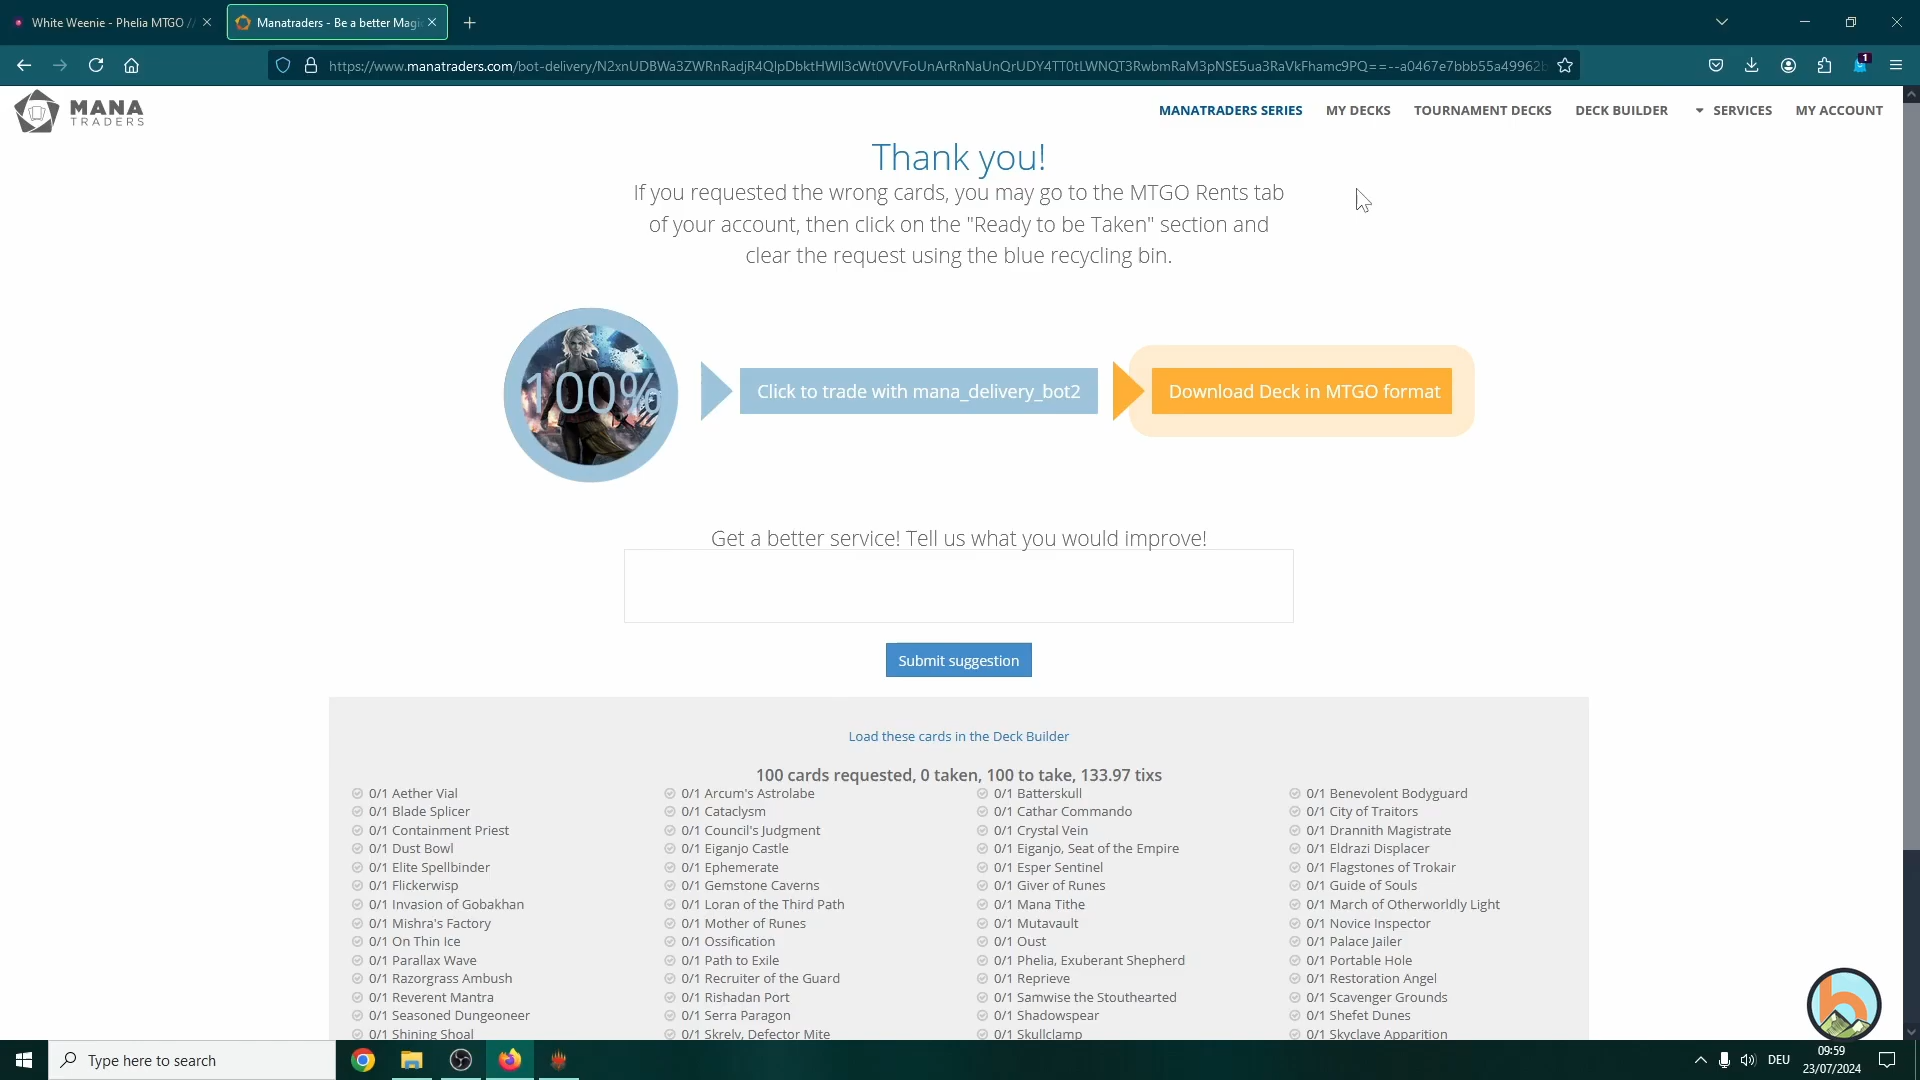 White Weenie - Phelia MTGO //
Manatraders - Be a better Magi
https://www.manatraders.com/bot-delivery/
1
MANA
TRADERS
MANATRADERS SERIES
MY DECKS
TOURNAMENT DECKS
DECK BUILDER
SERVICES
MY ACCOUNT
Thank you!
If you requested the wrong cards, you may go to the MTGO Rents tab
of your account, then click on the "Ready to be Taken" section and
clear the request using the blue recycling bin.
100%
Click to trade with mana_delivery_bot2
Download Deck in MTGO format
Get a better service! Tell us what you would improve!
Submit suggestion
Load these cards in the Deck Builder
100 cards requested, 0 taken, 100 to take, 133.97 tixs
0/1 Aether Vial
0/1 Arcum's Astrolabe
0/1 Batterskull
0/1 Benevolent Bodyguard
0/1 Blade Splicer
0/1 Cataclysm
0/1 Cathar Commando
0/1 City of Traitors
0/1 Containment Priest
0/1 Council's Judgment
0/1 Crystal Vein
0/1 Drannith Magistrate
0/1 Dust Bowl
0/1 Eiganjo Castle
0/1 Eiganjo, Seat of the Empire
0/1 Eldrazi Displacer
0/1 Elite Spellbinder
0/1 Ephemerate
0/1 Esper Sentinel
0/1 Flagstones of Trokair
0/1 Flickerwisp
0/1 Gemstone Caverns
0/1 Giver of Runes
0/1 Guide of Souls
0/1 Invasion of Gobakhan
0/1 Loran of the Third Path
0/1 Mana Tithe
0/1 March of Otherworldly Light
0/1 Mishra's Factory
0/1 Mother of Runes
0/1 Mutavault
0/1 Novice Inspector
0/1 On Thin Ice
0/1 Ossification
0/1 Oust
0/1 Palace Jailer
0/1 Parallax Wave
0/1 Path to Exile
0/1 Phelia, Exuberant Shepherd
0/1 Portable Hole
0/1 Razorgrass Ambush
0/1 Recruiter of the Guard
0/1 Reprieve
0/1 Restoration Angel
0/1 Reverent Mantra
0/1 Rishadan Port
0/1 Samwise the Stouthearted
0/1 Scavenger Grounds
0/1 Seasoned Dungeoneer
0/1 Serra Paragon
0/1 Shadowspear
0/1 Shefet Dunes
0/1 Shining Shoal
0/1 Skrelv, Defector Mite
0/1 Skullclamp
0/1 Skyclave Apparition
Type here to search
DEU
09:59
23/07/2024